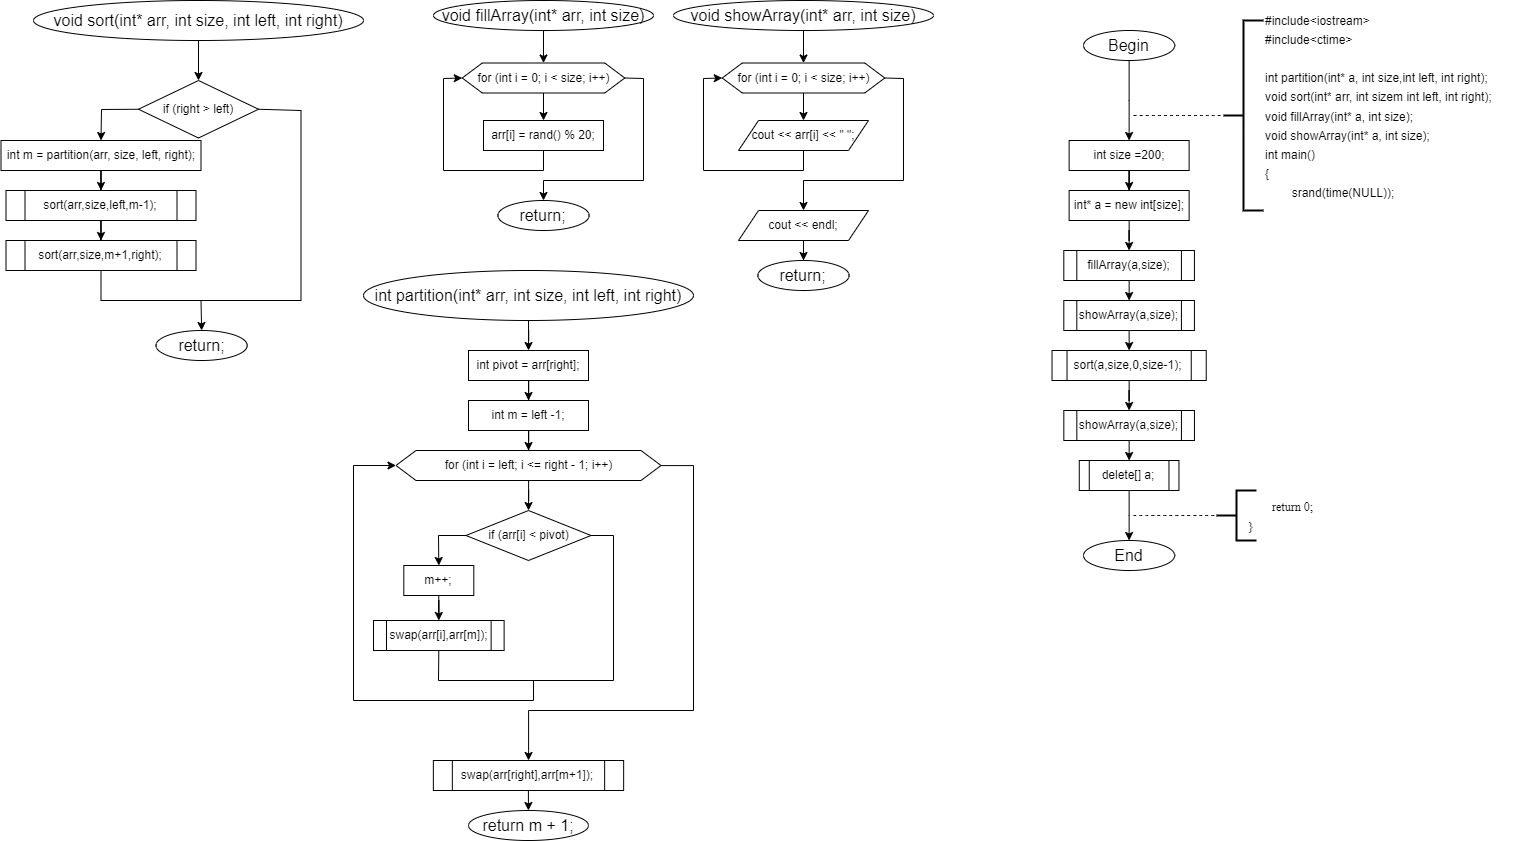 void sort(int* arr, int size, int left, int right)
if (right > left)
int m = partition(arr, size, left, right);
sort(arr,size,left,m-1);
sort(arr,size,m+1,right);
return;
void fillArray(int* arr, int size)
for (int i = 0; i < size; i++)
arr[i] = rand() % 20;
return;
void showArray(int* arr, int size)
for (int i = 0; i < size; i++)
cout << arr[i] << " ";
cout << endl;
return;
int partition(int* arr, int size, int left, int right)
int pivot = arr[right];
int m = left -1;
for (int i = left; i <= right - 1; i++)
if (arr[i] < pivot)
m++;
swap(arr[i],arr[m]);
swap(arr[right],arr[m+1]);
return m + 1;
Begin
#include<iostream>
#include<ctime>
int partition(int* a, int size,int left, int right);
void sort(int* arr, int sizem int left, int right);
void fillArray(int* a, int size);
void showArray(int* a, int size);
int main()
{
srand(time(NULL));
int size =200;
int* a = new int[size];
fillArray(a,size);
showArray(a,size);
sort(a,size,0,size-1);
showArray(a,size);
delete[] a;
return 0;
}
End